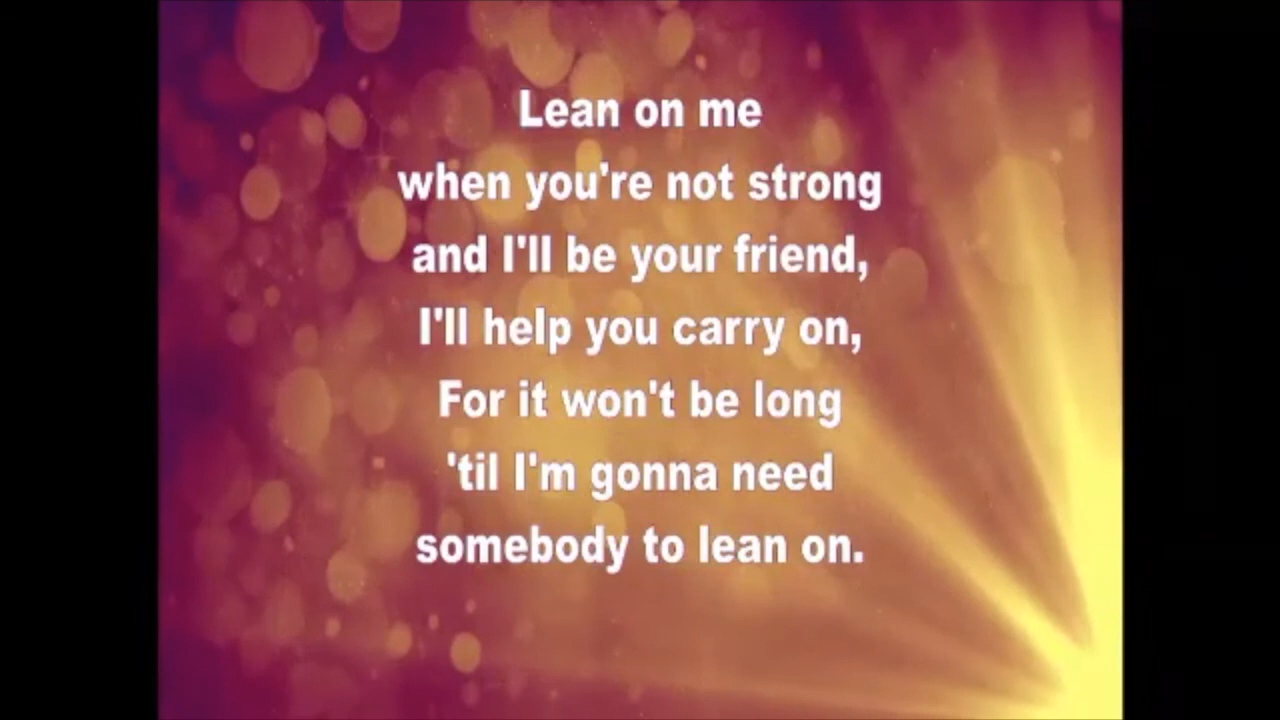 Lean on me
when you're not strong
and I'll be your friend,
I'll help you carry on,
For it won't be long
'til I'm gonna need
somebody to lean on.